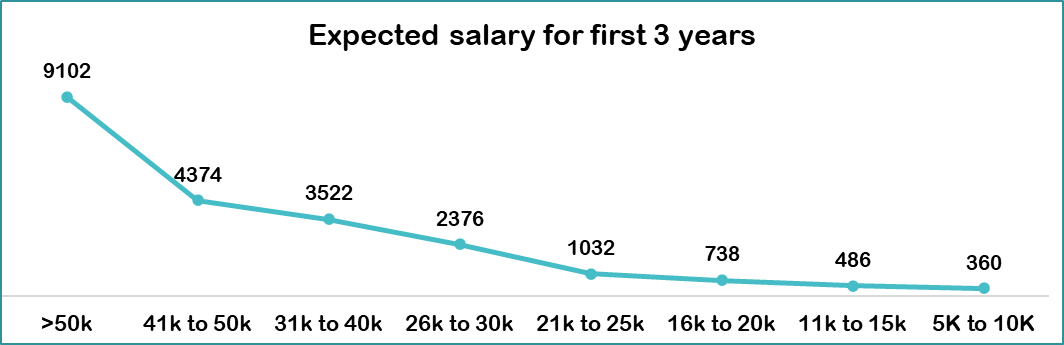 Expected salary for first 3 years
9102
4374
3522
2376
1032
738
486
360
>50k
41k to 50k
31k to 40k
26k to 30k
21k to 25k
16k to 20k
11k to 15k
5K to 10K